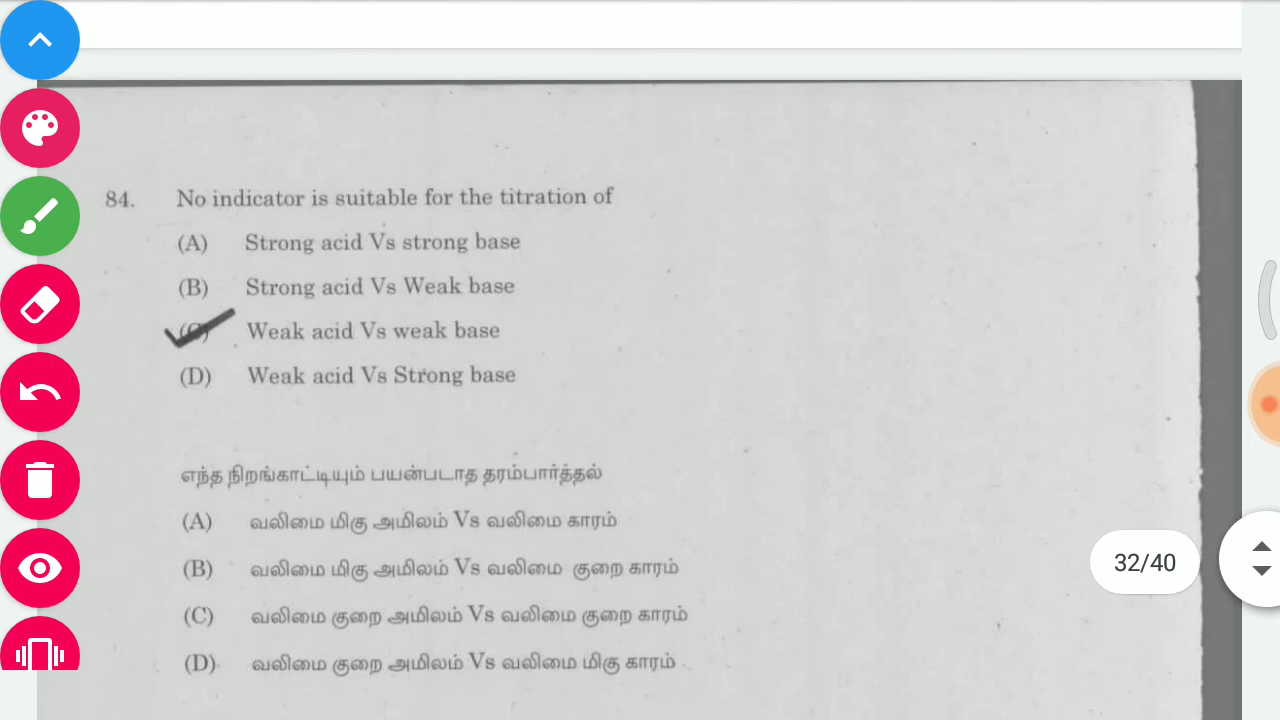 84. No indicator is suitable for the titration of
(A) Strong acid Vs strong base
(B) Strong acid Vs Weak base
(C) Weak acid Vs weak base
(D) Weak acid Vs Strong base
எந்த நிறங்காட்டியும் பயன்படாத தரம்பார்த்தல்
(A) வலிமை மிகு அமிலம் Vs வலிமை காரம்
(B) வலிமை மிகு அமிலம் Vs வலிமை குறை காரம்
32/40
(C) வலிமை குறை அமிலம் Vs வலிமை குறை காரம்
(D) வலிமை குறை அமிலம் Vs வலிமை மிகு காரம்